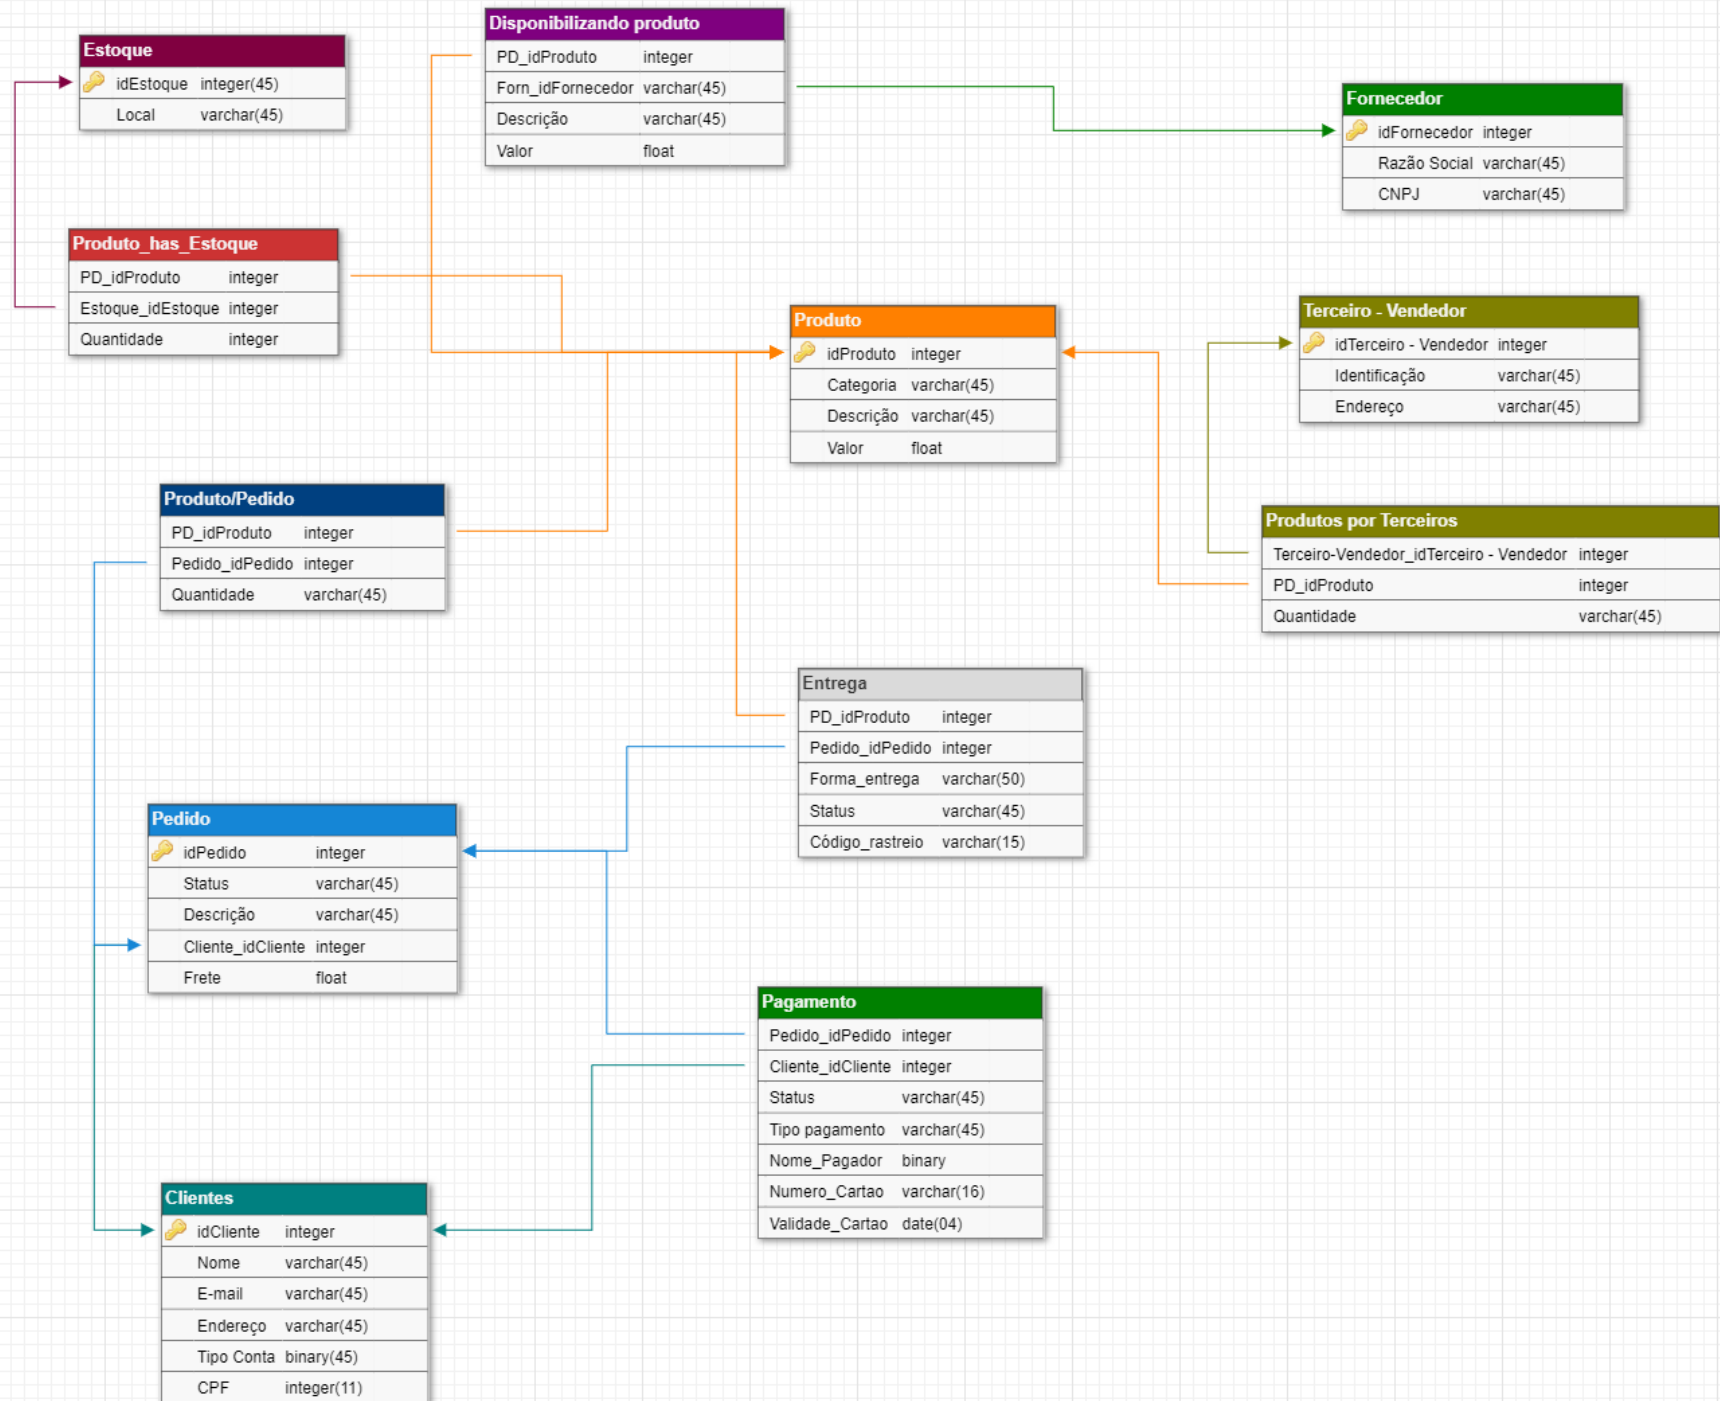 Estoque
idEstoque integer(45)
Local varchar(45)
Disponibilizando produto
PD_idProduto integer
Forn_idFornecedor varchar(45)
Descrição varchar(45)
Valor float
Fornecedor
idFornecedor integer
Razão Social varchar(45)
CNPJ varchar(45)
Produto_has_Estoque
PD_idProduto integer
Estoque_idEstoque integer
Quantidade integer
Produto
idProduto integer
Categoria varchar(45)
Descrição varchar(45)
Valor float
Terceiro - Vendedor
idTerceiro - Vendedor integer
Identificação varchar(45)
Endereço varchar(45)
Produto/Pedido
PD_idProduto integer
Pedido_idPedido integer
Quantidade varchar(45)
Produtos por Terceiros
Terceiro-Vendedor_idTerceiro - Vendedor integer
PD_idProduto integer
Quantidade varchar(45)
Entrega
PD_idProduto integer
Pedido_idPedido integer
Forma_entrega varchar(50)
Status varchar(45)
Código_rastreio varchar(15)
Pedido
idPedido integer
Status varchar(45)
Descrição varchar(45)
Cliente_idCliente integer
Frete float
Pagamento
Pedido_idPedido integer
Cliente_idCliente integer
Status varchar(45)
Tipo pagamento varchar(45)
Nome_Pagador binary
Numero_Cartao varchar(16)
Validade_Cartao date(04)
Clientes
idCliente integer
Nome varchar(45)
E-mail varchar(45)
Endereço varchar(45)
Tipo Conta binary(45)
CPF integer(11)